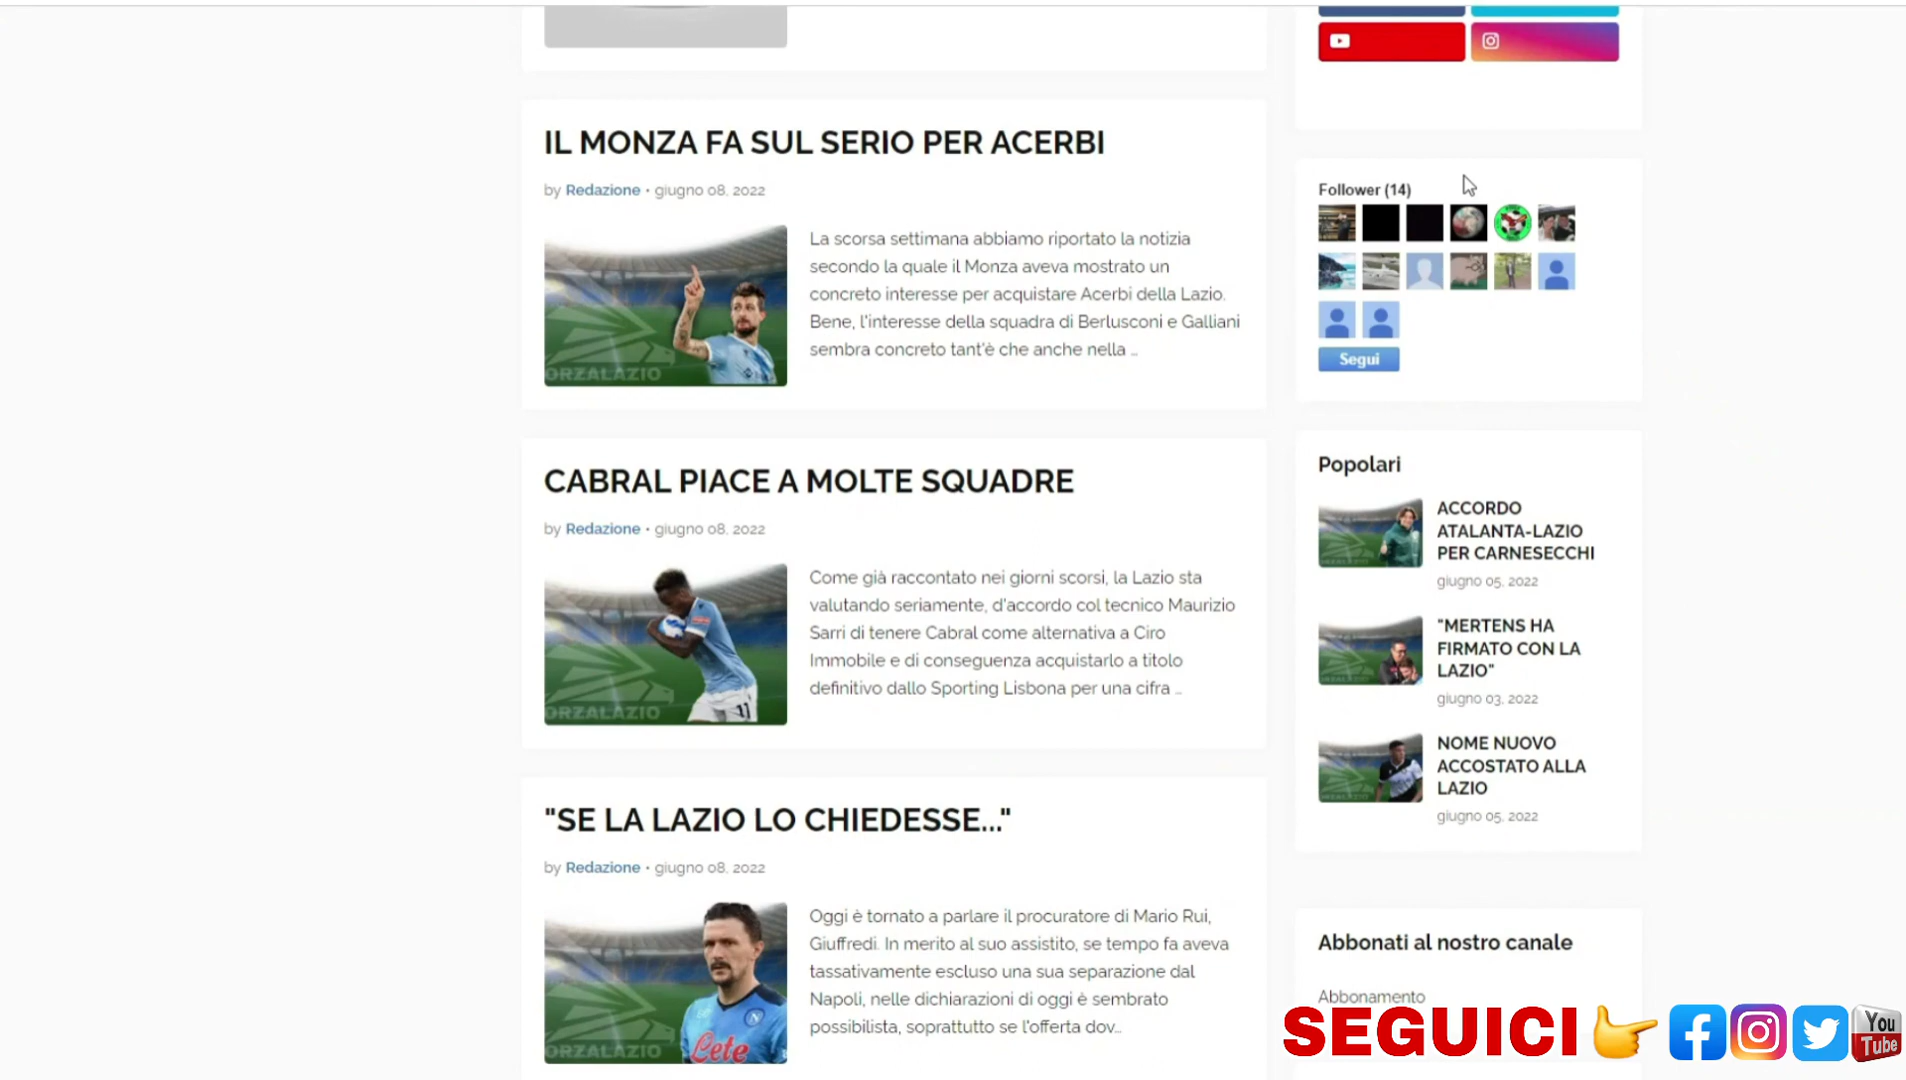 IL MONZA FA SUL SERIO PER ACERBI
by Redazione • giugno 08, 2022
La scorsa settimana abbiamo riportato la notizia
secondo la quale il Monza aveva mostrato un
concreto interesse per acquistare Acerbi della Lazio.
Bene, l'interesse della squadra di Berlusconi e Galliani
sembra concreto tant'è che anche nella ...
ORZALAZIO
CABRAL PIACE A MOLTE SQUADRE
by Redazione • giugno 08, 2022
Come già raccontato nei giorni scorsi, la Lazio sta
valutando seriamente, d'accordo col tecnico Maurizio
Sarri di tenere Cabral come alternativa a Ciro
Immobile e di conseguenza acquistarlo a titolo
definitivo dallo Sporting Lisbona per una cifra ...
11
ORZALAZIO
"SE LA LAZIO LO CHIEDESSE..."
by Redazione • giugno 08, 2022
Oggi è tornato a parlare il procuratore di Mario Rui,
Giuffredi. In merito al suo assistito, se tempo fa aveva
tassativamente escluso una sua separazione dal
Napoli, nelle dichiarazioni di oggi è sembrato
possibilista, soprattutto se l'offerta dov...
Lete
ORZALAZIO
Follower (14)
Segui
Popolari
ACCORDO
ATALANTA-LAZIO
PER CARNESECCHI
giugno 05, 2022
"MERTENS HA
FIRMATO CON LA
LAZIO"
giugno 03, 2022
NOME NUOVO
ACCOSTATO ALLA
LAZIO
giugno 05, 2022
Abbonati al nostro canale
Abbonamento
SEGUICI
You
Tube